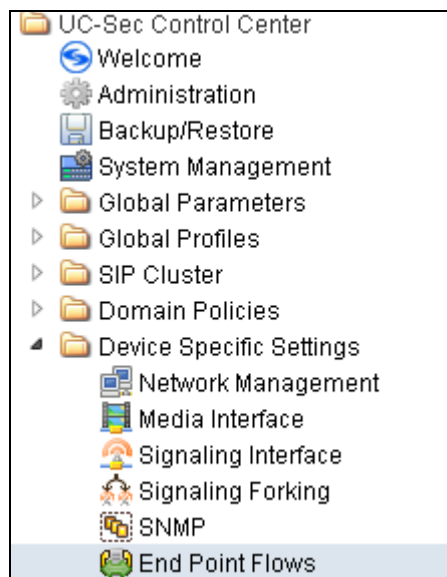 UC-Sec Control Center
Welcome
Administration
Backup/Restore
System Management
Global Parameters
Global Profiles
SIP Cluster
Domain Policies
Device Specific Settings
Network Management
Media Interface
Signaling Interface
Signaling Forking
SNMP
End Point Flows